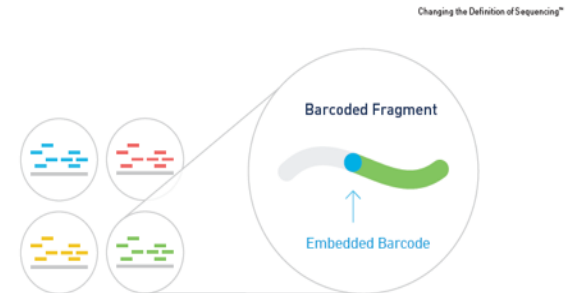 Changing the Definition of Sequencing™
Barcoded Fragment
Embedded Barcode